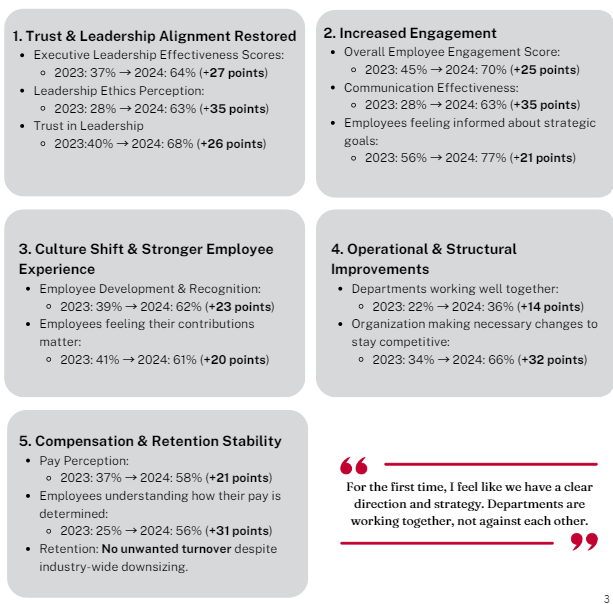 1. Trust & Leadership Alignment Restored
• Executive Leadership Effectiveness Scores:
◦ 2023: 37% → 2024: 64% (+27 points)
• Leadership Ethics Perception:
◦ 2023: 28% → 2024: 63% (+35 points)
• Trust in Leadership
◦ 2023:40% → 2024: 68% (+26 points)
2. Increased Engagement
• Overall Employee Engagement Score:
◦ 2023: 45% → 2024: 70% (+25 points)
• Communication Effectiveness:
◦ 2023: 28% → 2024: 63% (+35 points)
• Employees feeling informed about strategic
goals:
◦ 2023: 56% → 2024: 77% (+21 points)
3. Culture Shift & Stronger Employee
Experience
• Employee Development & Recognition:
◦ 2023: 39% → 2024: 62% (+23 points)
• Employees feeling their contributions
matter:
◦ 2023: 41% → 2024: 61% (+20 points)
4. Operational & Structural
Improvements
• Departments working well together:
◦ 2023: 22% → 2024: 36% (+14 points)
• Organization making necessary changes to
stay competitive:
◦ 2023: 34% → 2024: 66% (+32 points)
5. Compensation & Retention Stability
• Pay Perception:
◦ 2023: 37% → 2024: 58% (+21 points)
• Employees understanding how their pay is
determined:
◦ 2023: 25% → 2024: 56% (+31 points)
• Retention: No unwanted turnover despite
industry-wide downsizing.
“
For the first time, I feel like we have a clear
direction and strategy. Departments are
working together, not against each other.
”
3